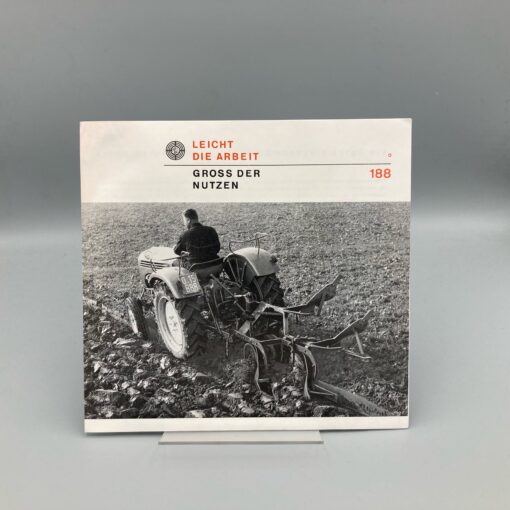 LEICHT
DIE ARBEIT
GROSS DER
NUTZEN
188